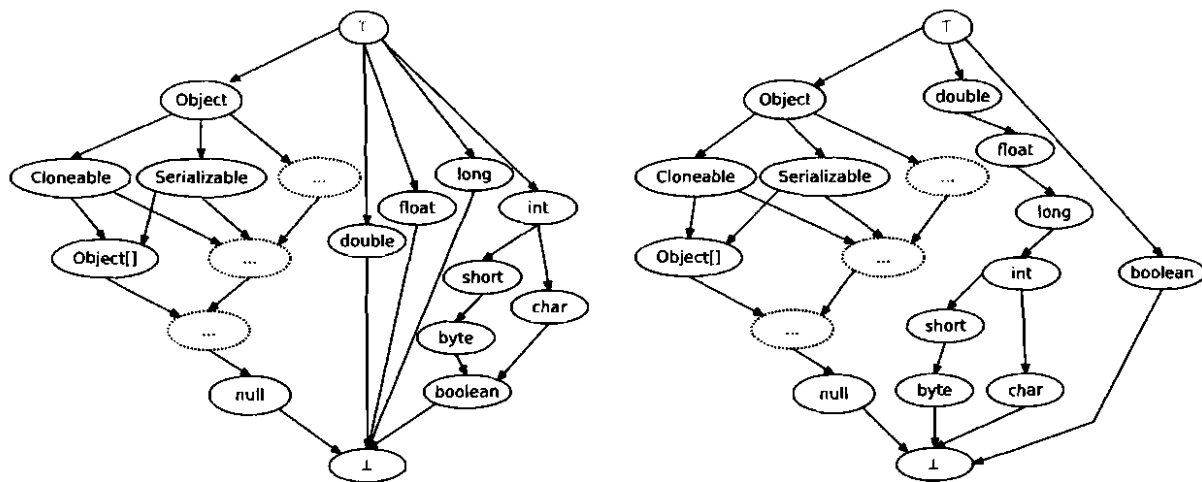 ⊤
Object
Cloneable
Serializable
...
long
float
int
double
Object[]
...
short
char
...
byte
null
boolean
⊥
⊤
Object
double
float
Cloneable
Serializable
...
long
Object[]
...
int
boolean
...
short
null
byte
char
⊥